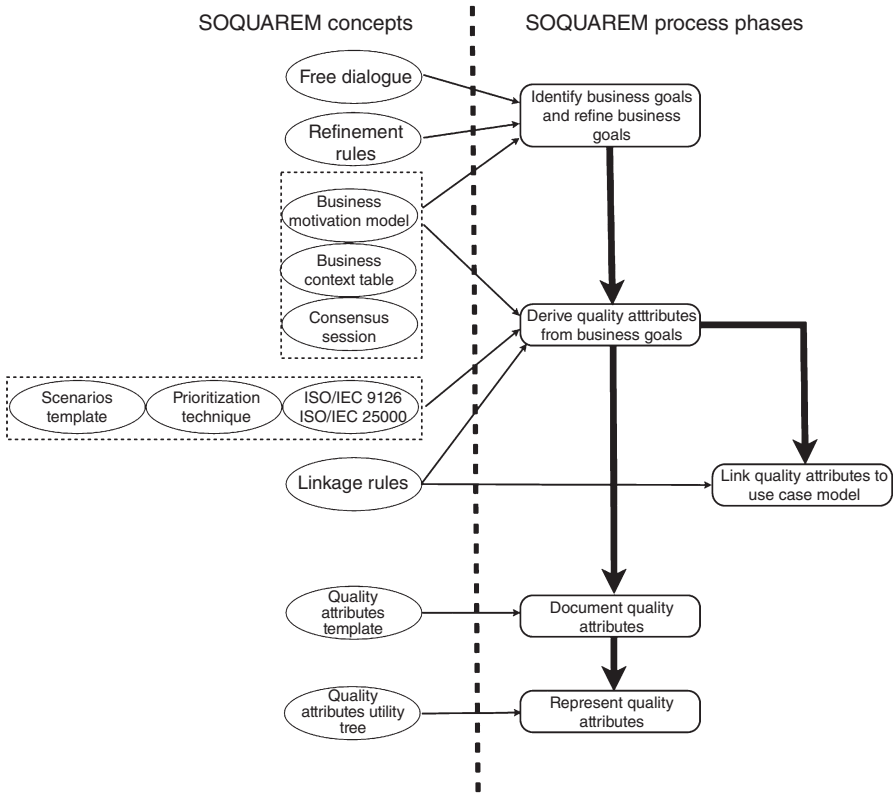 SOQUAREM concepts
SOQUAREM process phases
Free dialogue
Identify business goals
and refine business
goals
Refinement
rules
Business
motivation model
Business
context table
Consensus
session
Derive quality atttributes
from business goals
Scenarios
template
Prioritization
technique
ISO/IEC 9126
ISO/IEC 25000
Linkage rules
Link quality attributes to
use case model
Quality
attributes
template
Document quality
attributes
Quality
attributes utility
tree
Represent quality
attributes